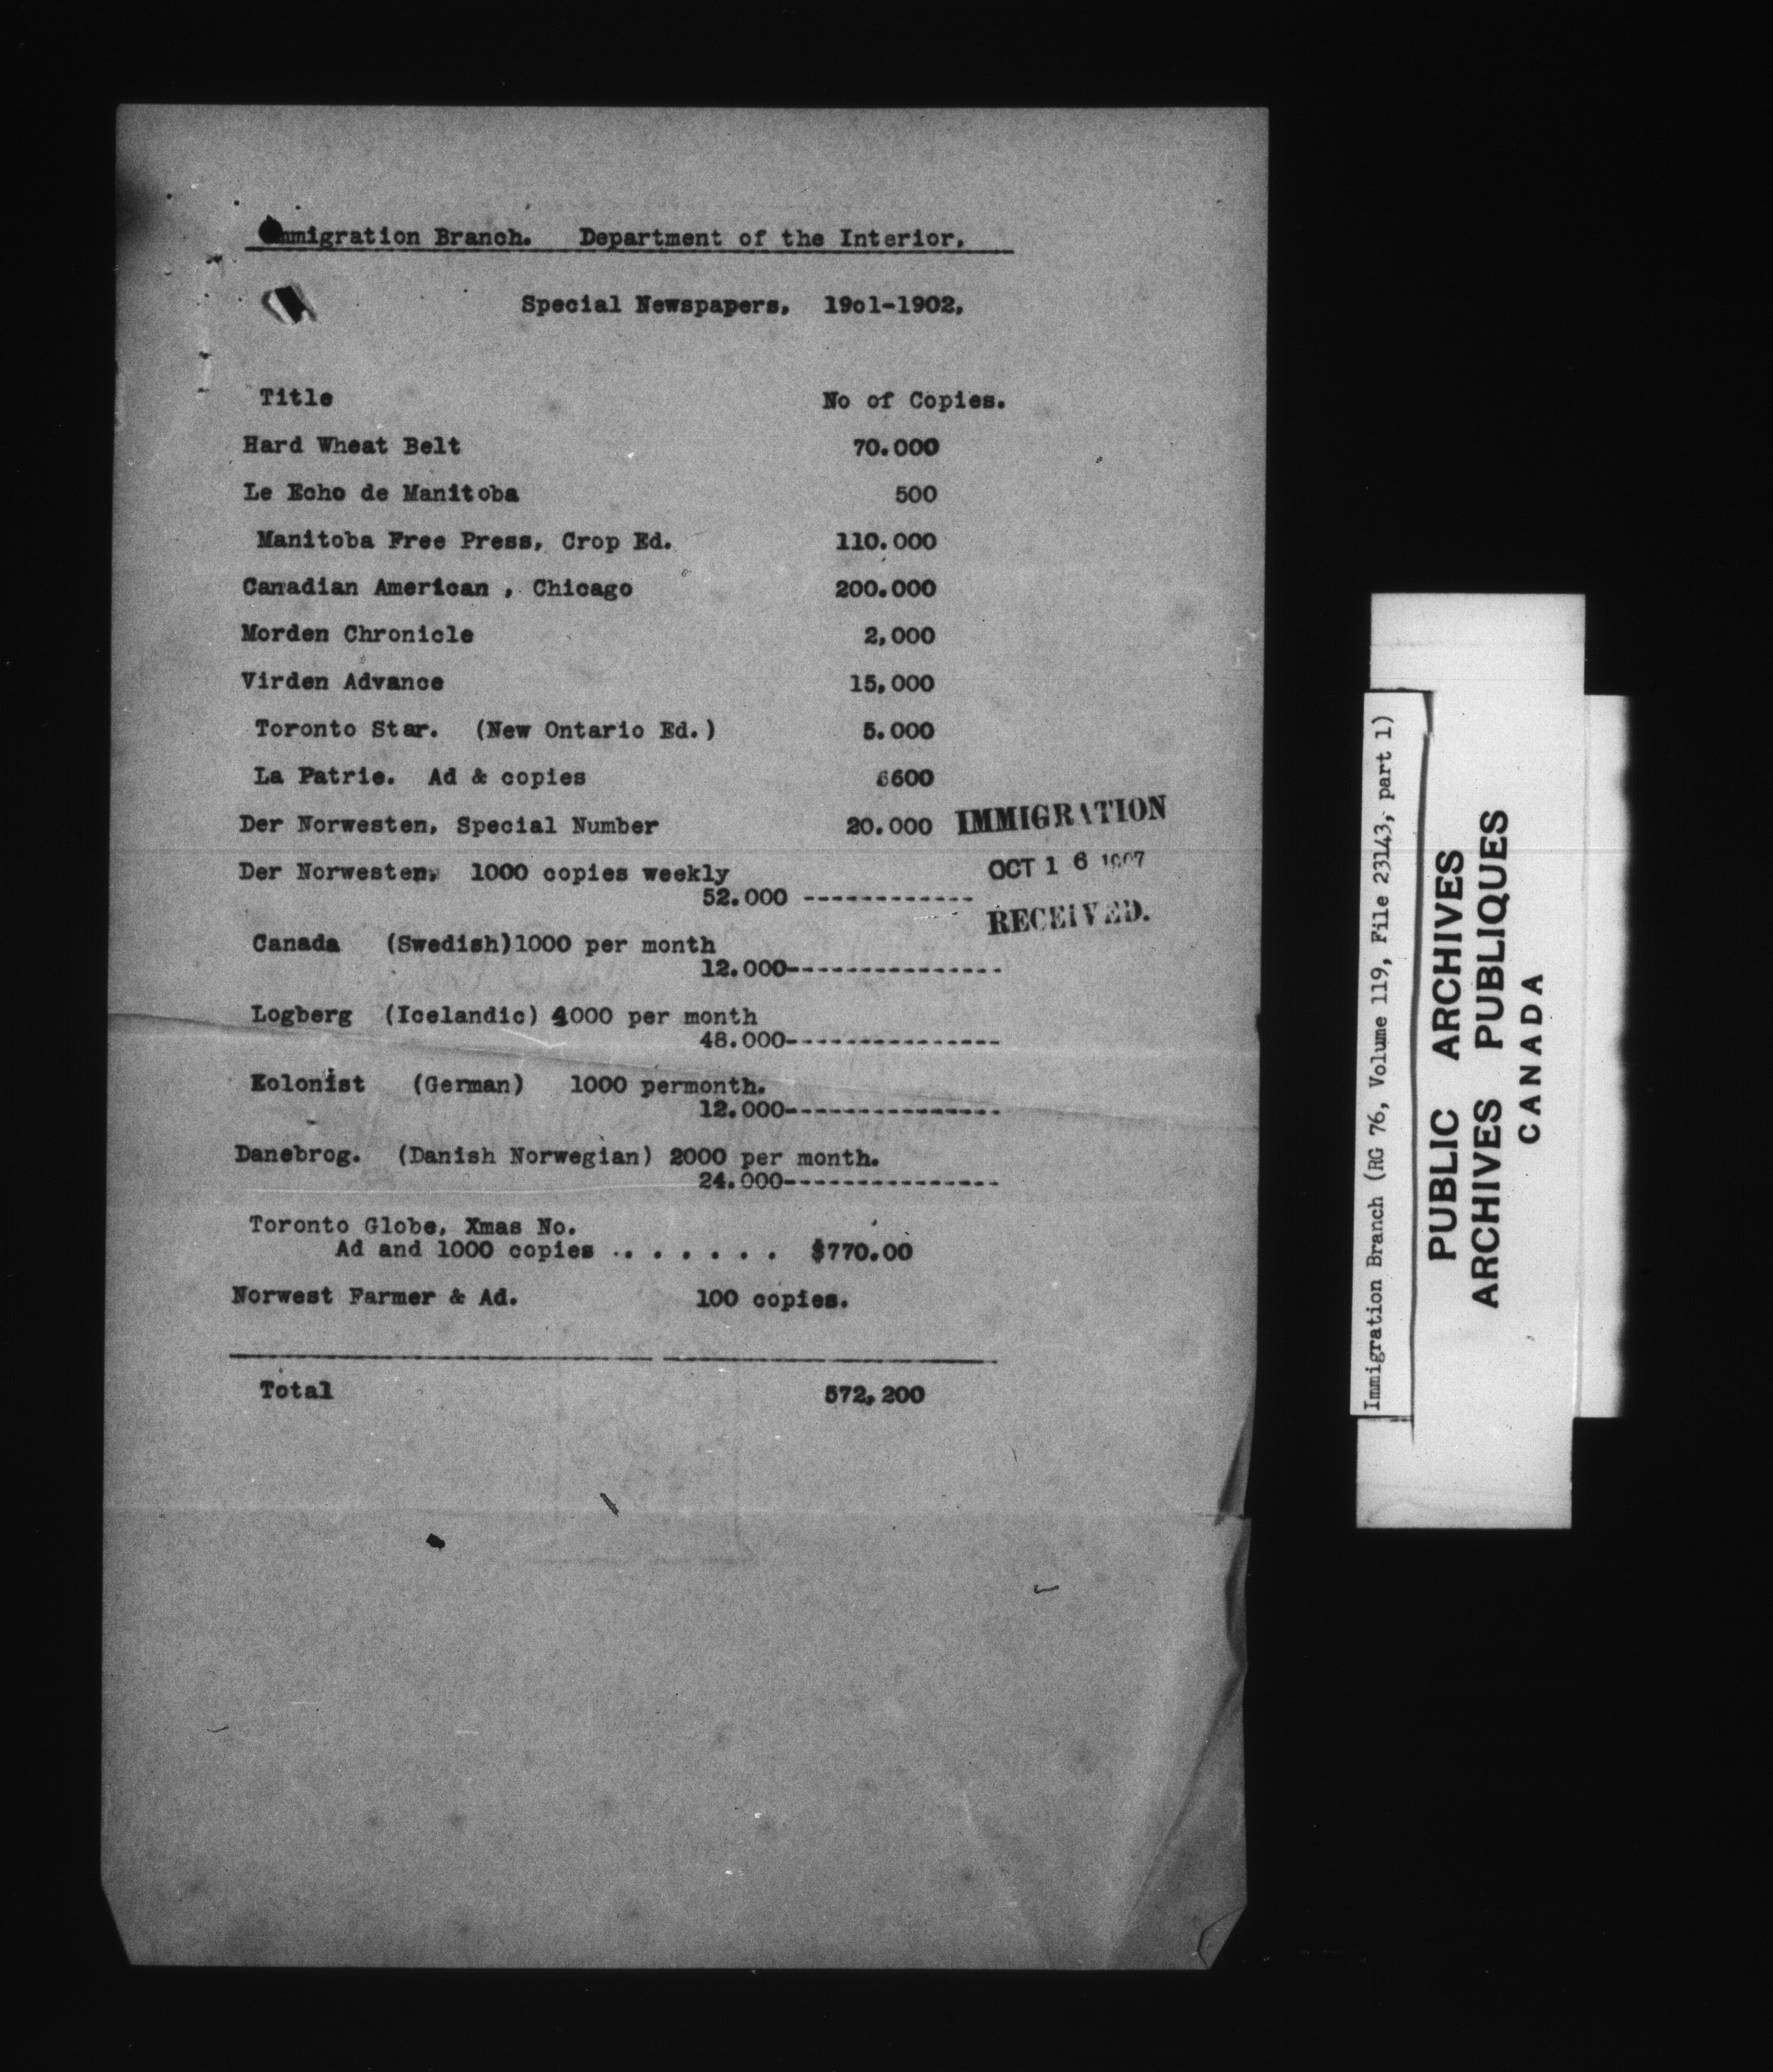 Immigration Branch. Department of the Interior.
Special Newspapers, 19o1-1902,
Title No of Copies.
Hard Wheat Belt 70.000
Le Echo de Manitoba 500
Manitoba Free Press, Crop Ed. 110.000
Canadian American , Chicago 200.000
Morden Chronicle 2,000
Virden Advance 15,000
Toronto Star. (New Ontario Ed.) 5.000
La Patrie. Ad & copies 6600
Der Norwesten, Special Number 20.000
IMMIGRATION
OCT 16 1907
RECEIVED.
Der Norwesten, 1000 copies weekly
52.000 ------------
Canada (Swedish)1000 per month
12.000---------------
Logberg (Icelandic) 4000 per month
48.000---------------
Kolonist (German) 1000 permonth.
12.000---------------
Danebrog. (Danish Norwegian) 2000 per month.
24.000---------------
Toronto Globe, Xmas No.
Ad and 1000 copies . . . . . . . $770.00
Norwest Farmer & Ad. 100 copies.
Total 572,200
Immigration Branch (RG 76, Volume 119, File 23143, part 1)
PUBLIC ARCHIVES
ARCHIVES PUBLIQUES
CANADA